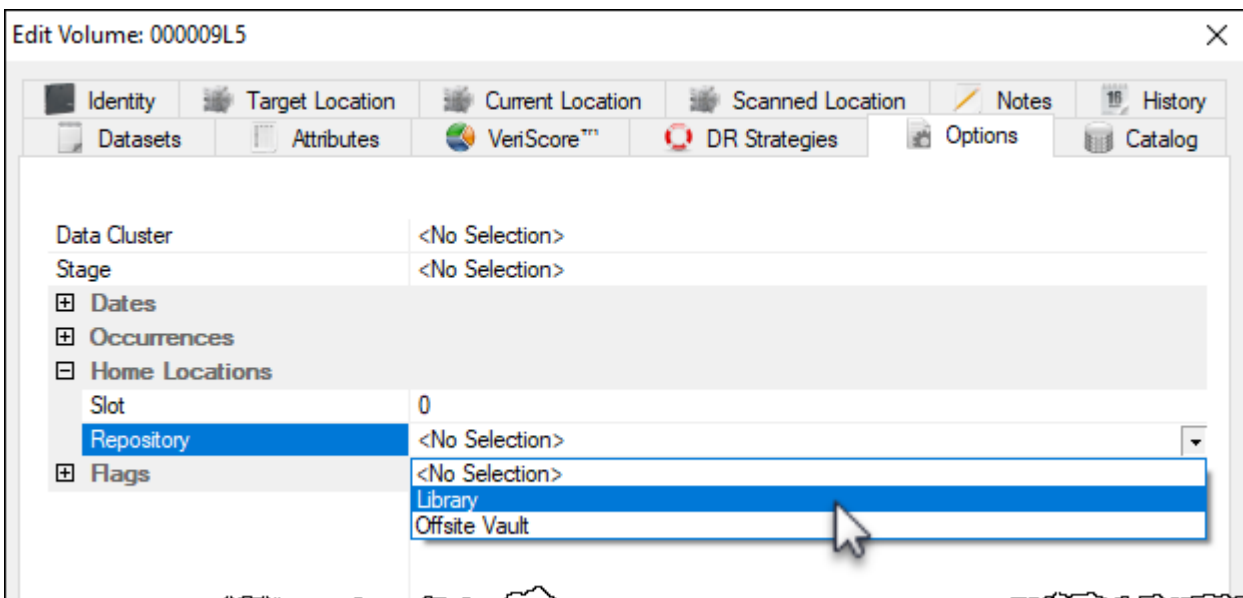 Edit Volume: 000009L5
Identity Target Location Current Location Scanned Location Notes 16 History
Datasets Attributes VeriScore™ DR Strategies Options Catalog
Data Cluster <No Selection>
Stage <No Selection>
Dates
Occurrences
Home Locations
Slot 0
Repository <No Selection>
Flags <No Selection>
Library
Offsite Vault